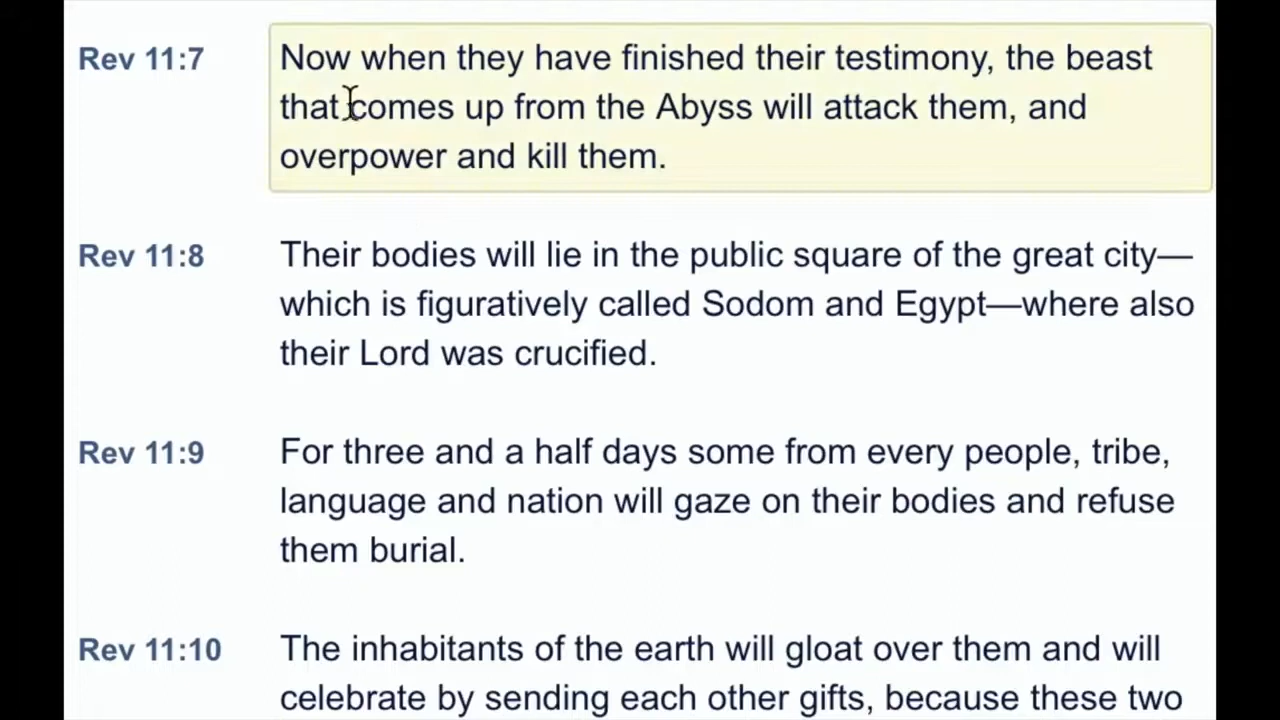 Rev 11:7 Now when they have finished their testimony, the beast
that comes up from the Abyss will attack them, and
overpower and kill them.
Rev 11:8 Their bodies will lie in the public square of the great city—
which is figuratively called Sodom and Egypt—where also
their Lord was crucified.
Rev 11:9 For three and a half days some from every people, tribe,
language and nation will gaze on their bodies and refuse
them burial.
Rev 11:10 The inhabitants of the earth will gloat over them and will
celebrate by sending each other gifts, because these two